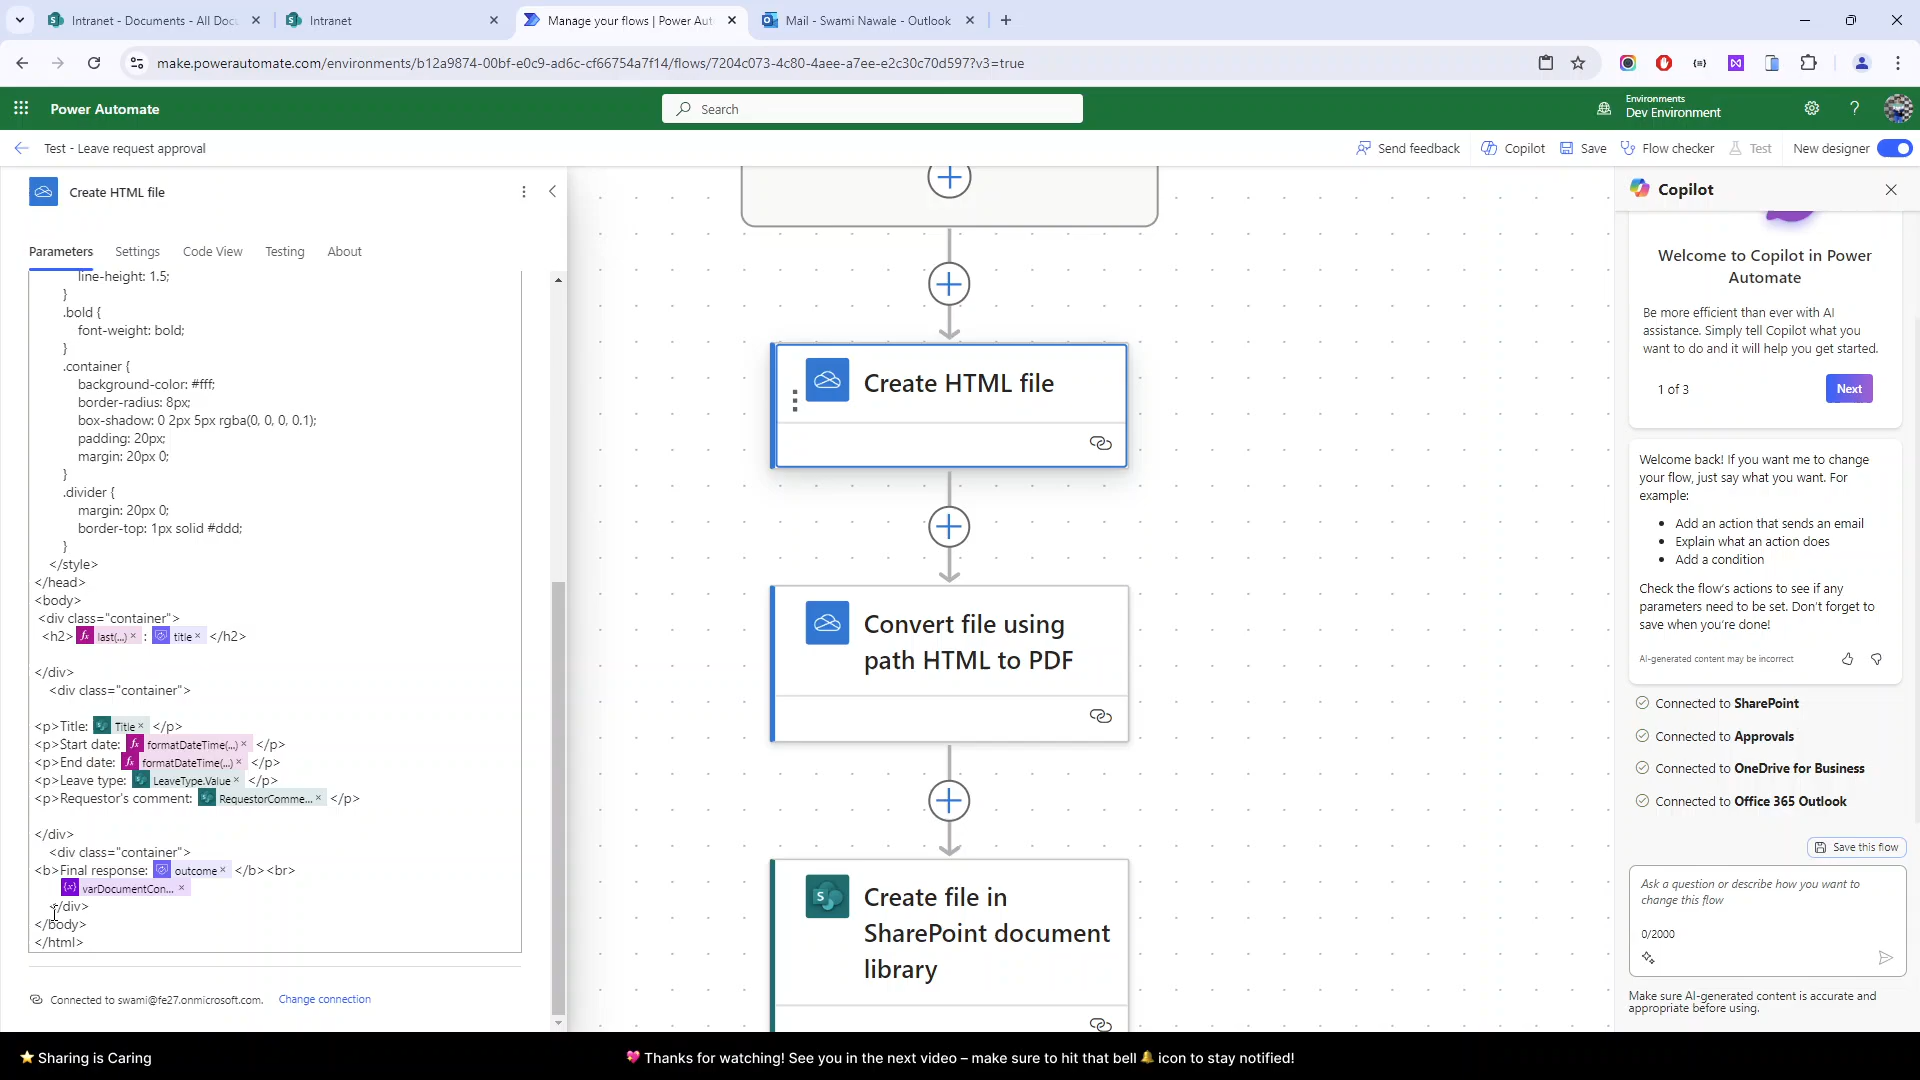 Intranet - Documents - All Docu
Intranet
Manage your flows | Power Aut
Mail - Swami Nawale - Outlook
make.powerautomate.com/environments/b12a9874-00bf-e0c9-ad6c-cf66754a7f14/flows/7204c073-4c80-4aee-a7ee-e2c30c70d597?v3=true
Power Automate
Search
Environments
Dev Environment
Test - Leave request approval
Send feedback
Copilot
Save
Flow checker
Test
New designer
Create HTML file
Parameters
Settings
Code View
Testing
About
line-height: 1.5;
}
.bold {
font-weight: bold;
}
.container {
background-color: #fff;
border-radius: 8px;
box-shadow: 0 2px 5px rgba(0, 0, 0, 0.1);
padding: 20px;
margin: 20px 0;
}
.divider {
margin: 20px 0;
border-top: 1px solid #ddd;
}
</style>
</head>
<body>
<div class="container">
<h2> last(...) × : title × </h2>
</div>
<div class="container">
<p>Title: Title × </p>
<p>Start date: formatDateTime(...) × </p>
<p>End date: formatDateTime(...) × </p>
<p>Leave type: LeaveType.Value × </p>
<p>Requestor's comment: RequestorComme... × </p>
</div>
<div class="container">
<b>Final response: outcome × </b><br>
{x} varDocumentCon... ×
</div>
</body>
</html>
Connected to swami@fe27.onmicrosoft.com.
Change connection
Create HTML file
Convert file using
path HTML to PDF
Create file in
SharePoint document
library
Copilot
Welcome to Copilot in Power
Automate
Be more efficient than ever with AI
assistance. Simply tell Copilot what you
want to do and it will help you get started.
1 of 3
Next
Welcome back! If you want me to change
your flow, just say what you want. For
example:
• Add an action that sends an email
• Explain what an action does
• Add a condition
Check the flow's actions to see if any
parameters need to be set. Don't forget to
save when you're done!
AI-generated content may be incorrect
Connected to SharePoint
Connected to Approvals
Connected to OneDrive for Business
Connected to Office 365 Outlook
Save this flow
Ask a question or describe how you want to
change this flow
0/2000
Make sure AI-generated content is accurate and
appropriate before using.
⭐ Sharing is Caring
💖 Thanks for watching! See you in the next video – make sure to hit that bell 🔔 icon to stay notified!